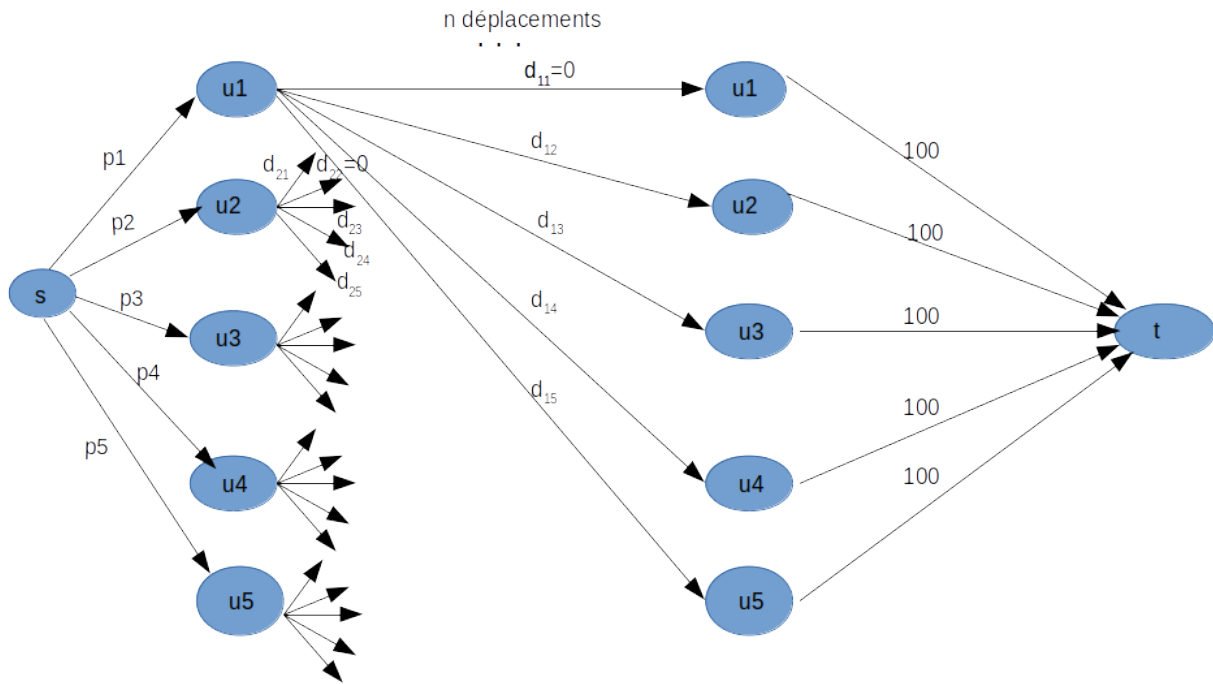 n déplacements
. . .
u1
d11=0
u1
p1
d12
100
d21
d22=0
u2
u2
p2
d23
d13
100
d24
s
d25
p3
d14
u3
u3
100
t
p4
d15
100
p5
u4
u4
100
u5
u5